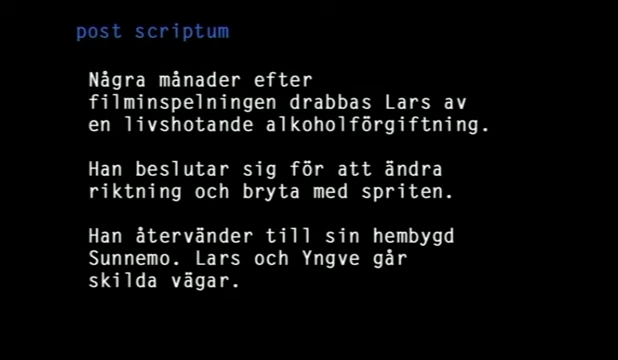 post scriptum
Några månader efter
filminspelningen drabbas Lars av
en livshotande alkoholförgiftning.
Han beslutar sig för att ändra
riktning och bryta med spriten.
Han återvänder till sin hembygd
Sunnemo. Lars och Yngve går
skilda vägar.